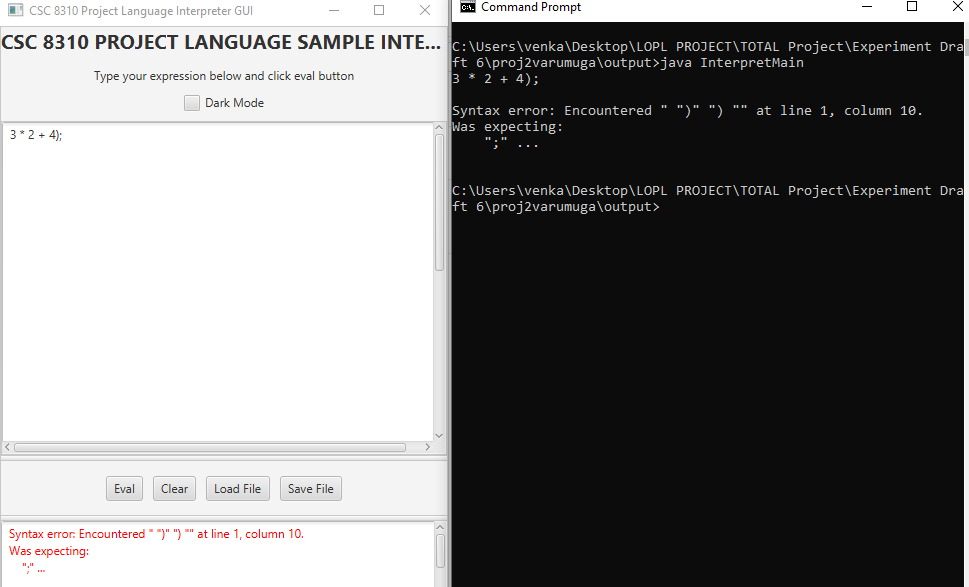 CSC 8310 Project Language Interpreter GUI
CSC 8310 PROJECT LANGUAGE SAMPLE INTE...
Type your expression below and click eval button
Dark Mode
3 * 2 + 4);
Eval
Clear
Load File
Save File
Syntax error: Encountered " ")" ") "" at line 1, column 10.
Was expecting:
";" ...
Command Prompt
C:\Users\venka\Desktop\LOPL PROJECT\TOTAL Project\Experiment Dra
ft 6\proj2varumuga\output>java InterpretMain
3 * 2 + 4);
Syntax error: Encountered " ")" ") "" at line 1, column 10.
Was expecting:
";" ...
C:\Users\venka\Desktop\LOPL PROJECT\TOTAL Project\Experiment Dra
ft 6\proj2varumuga\output>